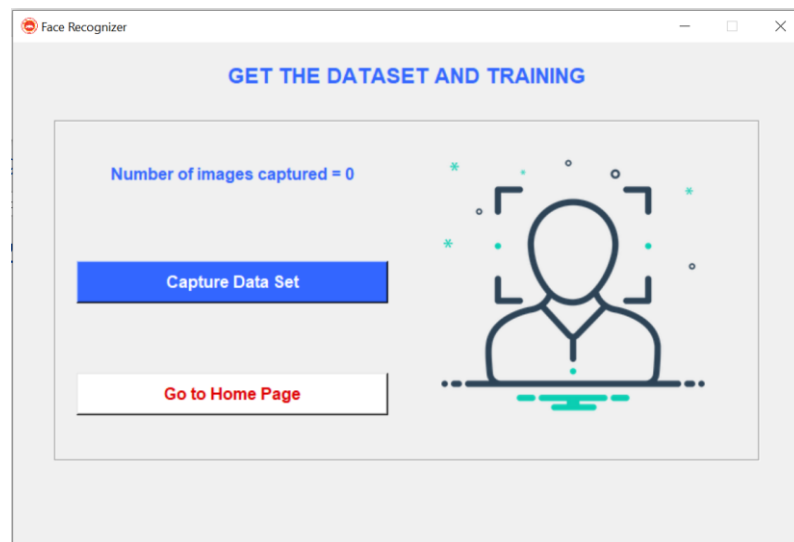 Face Recognizer
GET THE DATASET AND TRAINING
Number of images captured = 0
Capture Data Set
Go to Home Page